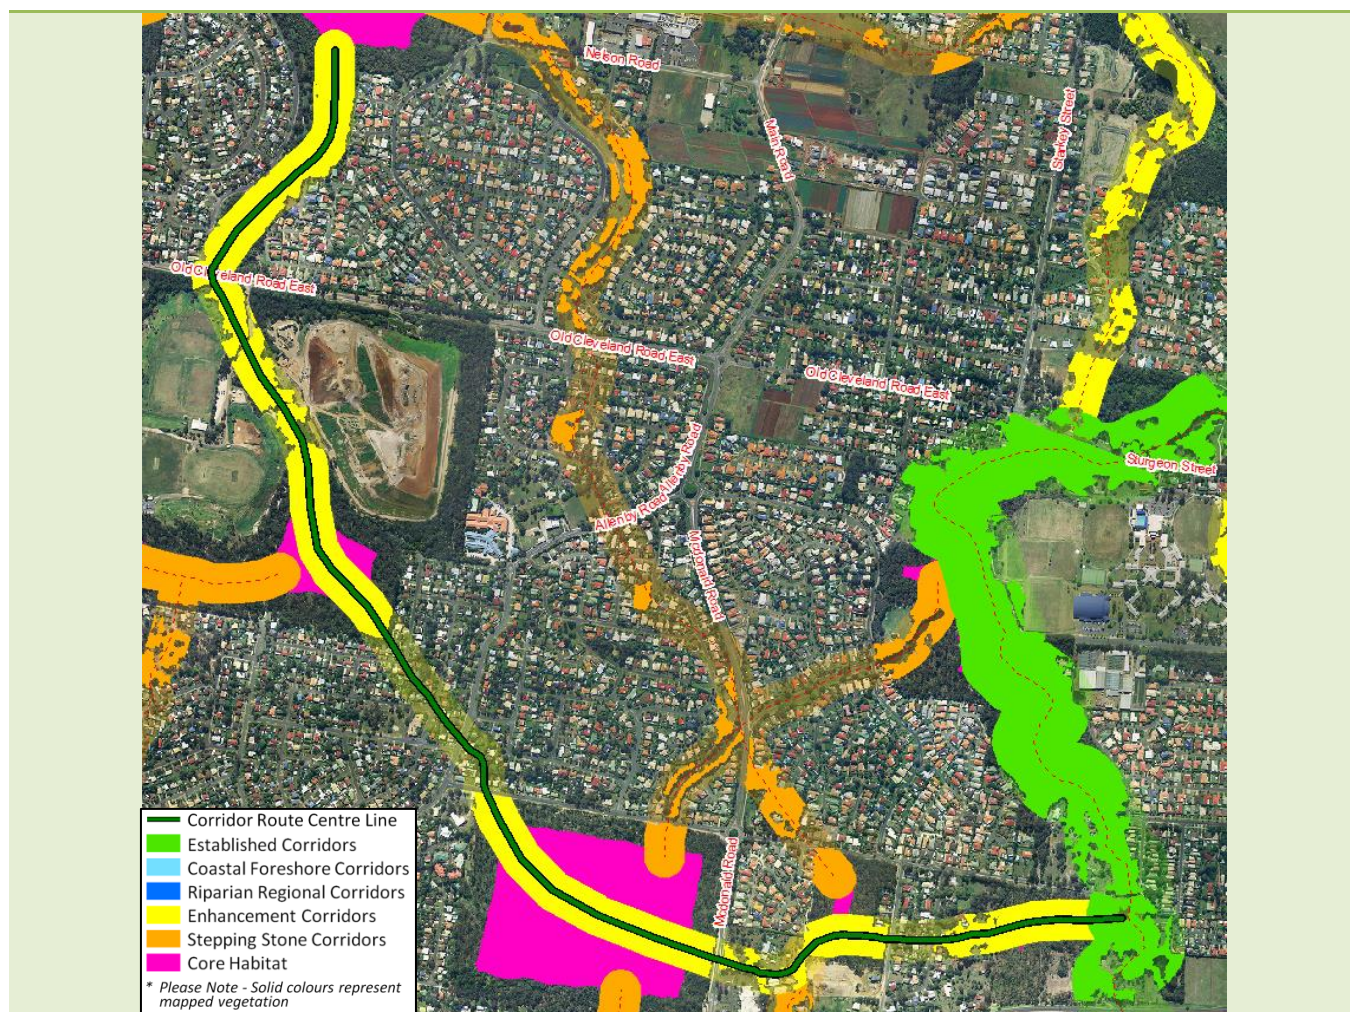 Nelson Road
Main Road
Starkey Street
Old Cleveland Road East
Old Cleveland Road East
Old Cleveland Road East
Allenby Road
Allenby Road
Sturgeon Street
Mcdonald Road
Mcdonald Road
Corridor Route Centre Line
Established Corridors
Coastal Foreshore Corridors
Riparian Regional Corridors
Enhancement Corridors
Stepping Stone Corridors
Core Habitat
* Please Note - Solid colours represent
mapped vegetation